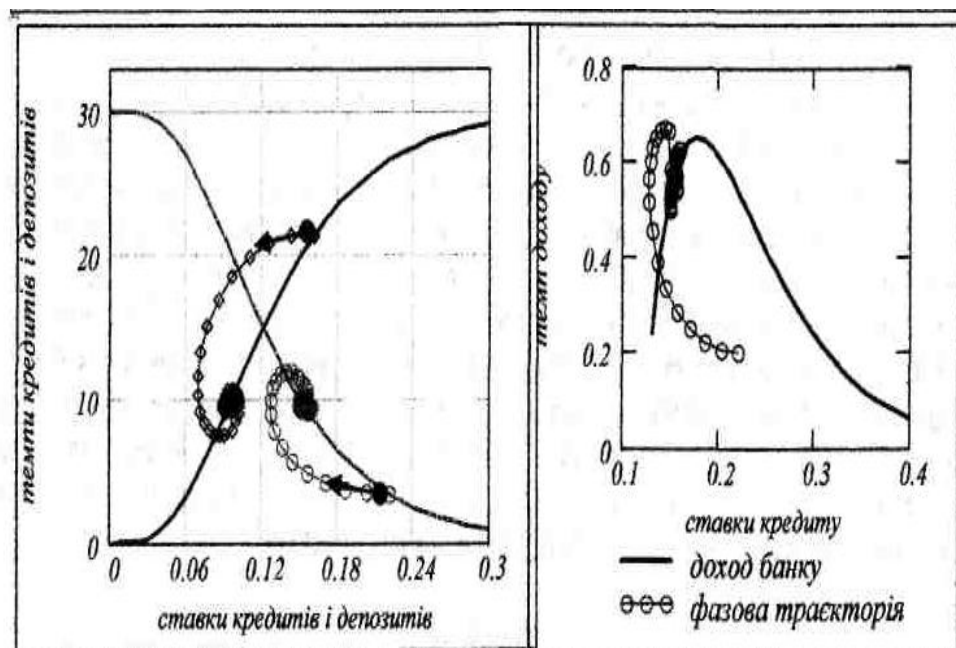 темпи кредитів і депозитів
30
20
10
0
0 0.06 0.12 0.18 0.24 0.3
ставки кредитів і депозитів
темп доходу
0.8
0.6
0.4
0.2
0
0.1 0.2 0.3 0.4
ставки кредиту
доход банку
фазова траєкторія